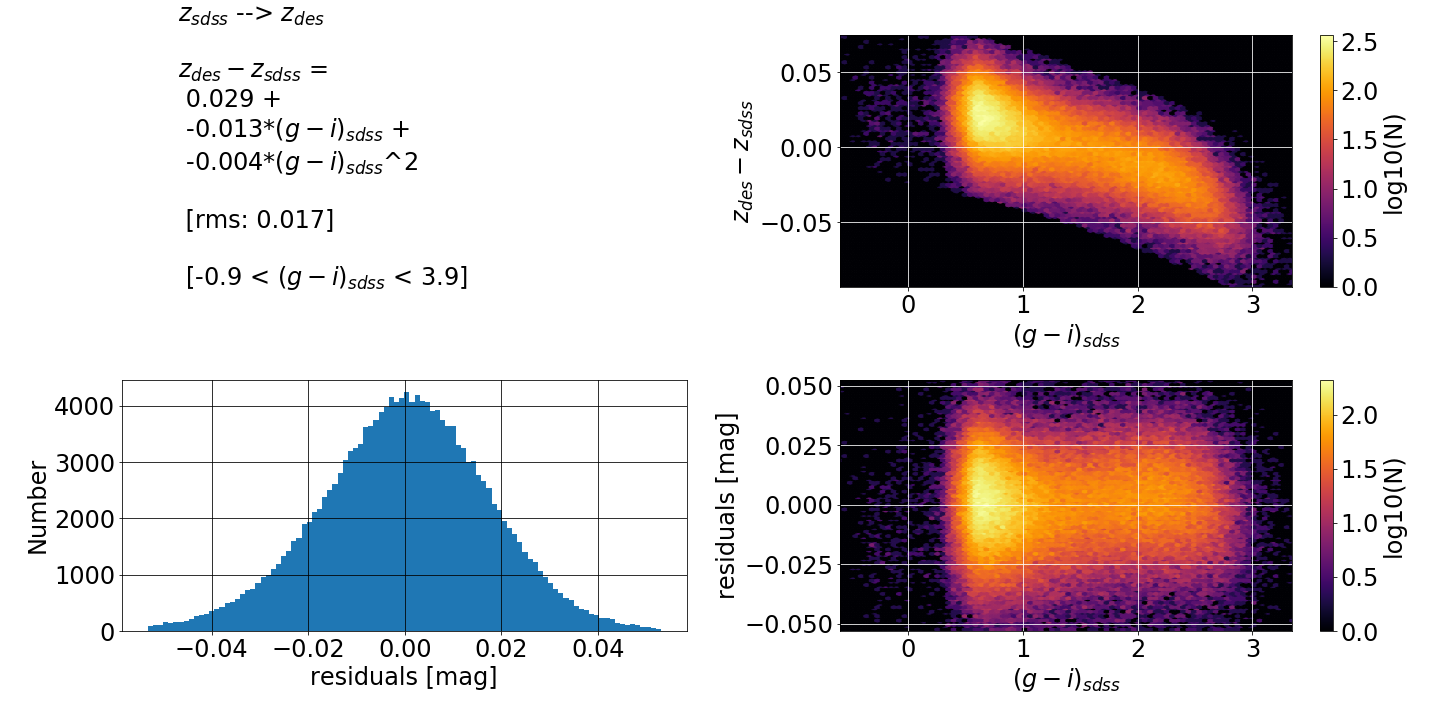 z_sdss --> z_des
z_des − z_sdss =
0.029 +
-0.013*(g − i)_sdss +
-0.004*(g − i)_sdss^2
[rms: 0.017]
[-0.9 < (g − i)_sdss < 3.9]
0.05
0.00
−0.05
z_des − z_sdss
0 1 2 3
(g − i)_sdss
2.5
2.0
1.5
1.0
0.5
0.0
log10(N)
4000
3000
2000
1000
0
Number
−0.04 −0.02 0.00 0.02 0.04
residuals [mag]
0.050
0.025
0.000
−0.025
−0.050
residuals [mag]
0 1 2 3
(g − i)_sdss
2.0
1.5
1.0
0.5
0.0
log10(N)